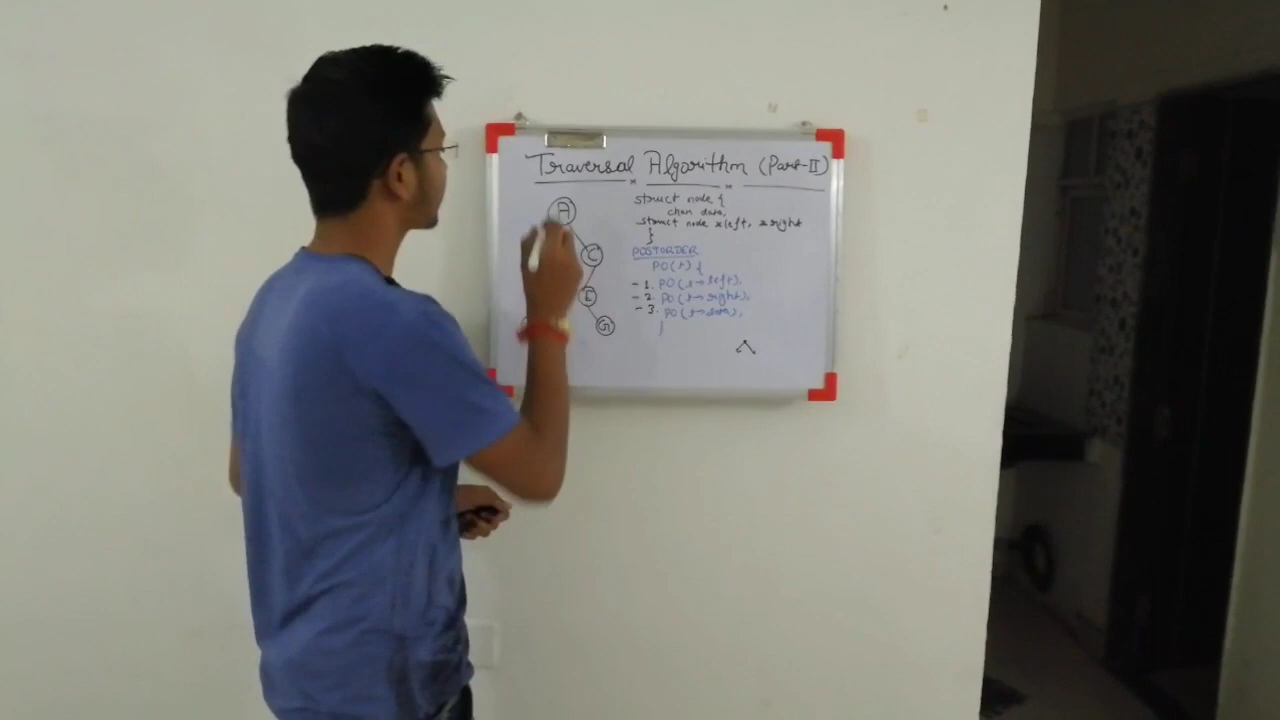 Traversal Algorithm (Part-II)
A
C
E
G
struct node {
char data,
struct node *left, *right
}
POSTORDER
PO(t) {
- 1. PO(t→left),
- 2. PO(t→right),
- 3. PO(t→data),
}